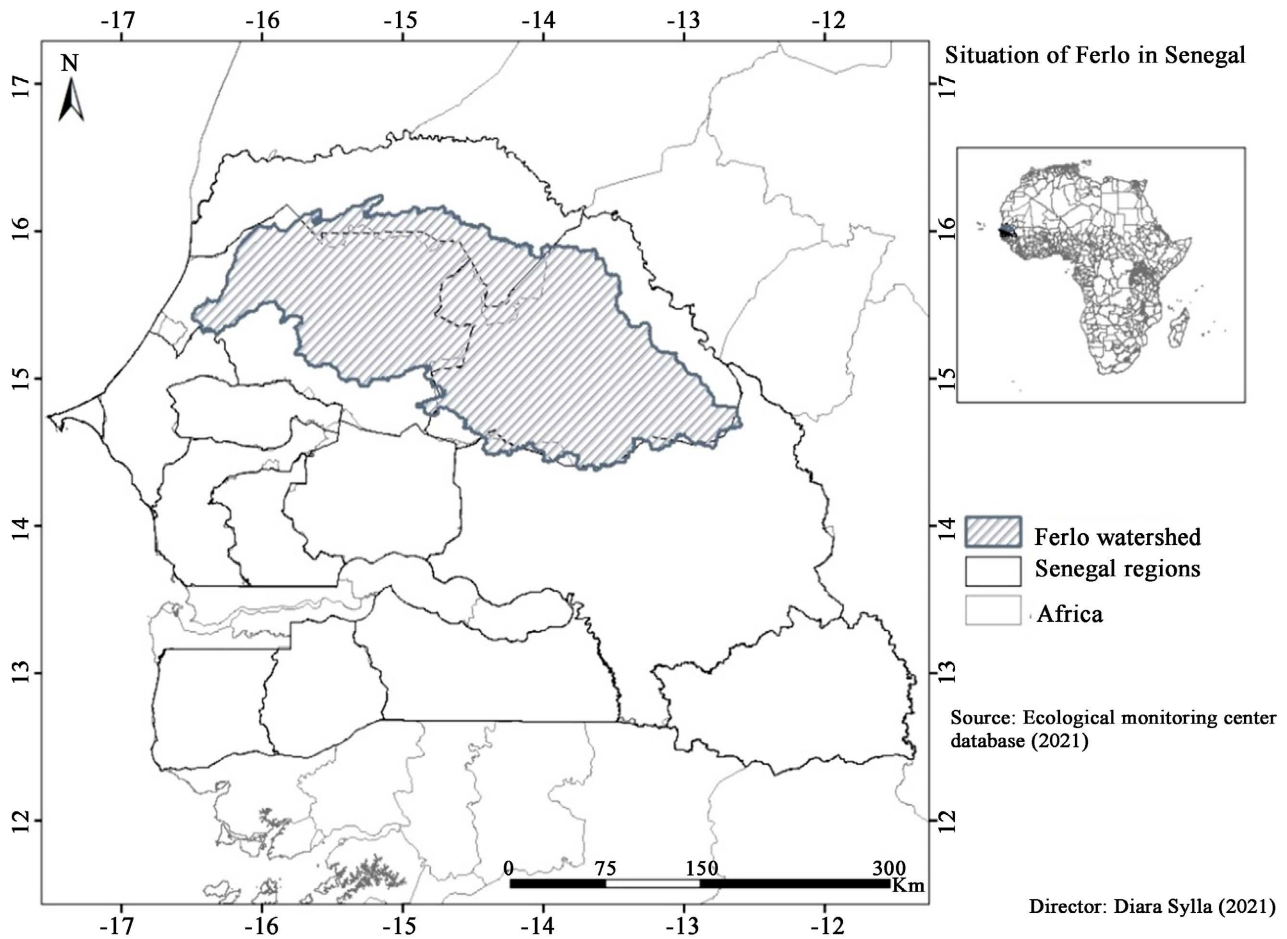 -17 -16 -15 -14 -13 -12
Situation of Ferlo in Senegal
N
17 17
16 16
15 15
14 14
13 13
12 12
Ferlo watershed
Senegal regions
Africa
Source: Ecological monitoring center
database (2021)
0 75 150 300
Km
Director: Diara Sylla (2021)
-17 -16 -15 -14 -13 -12